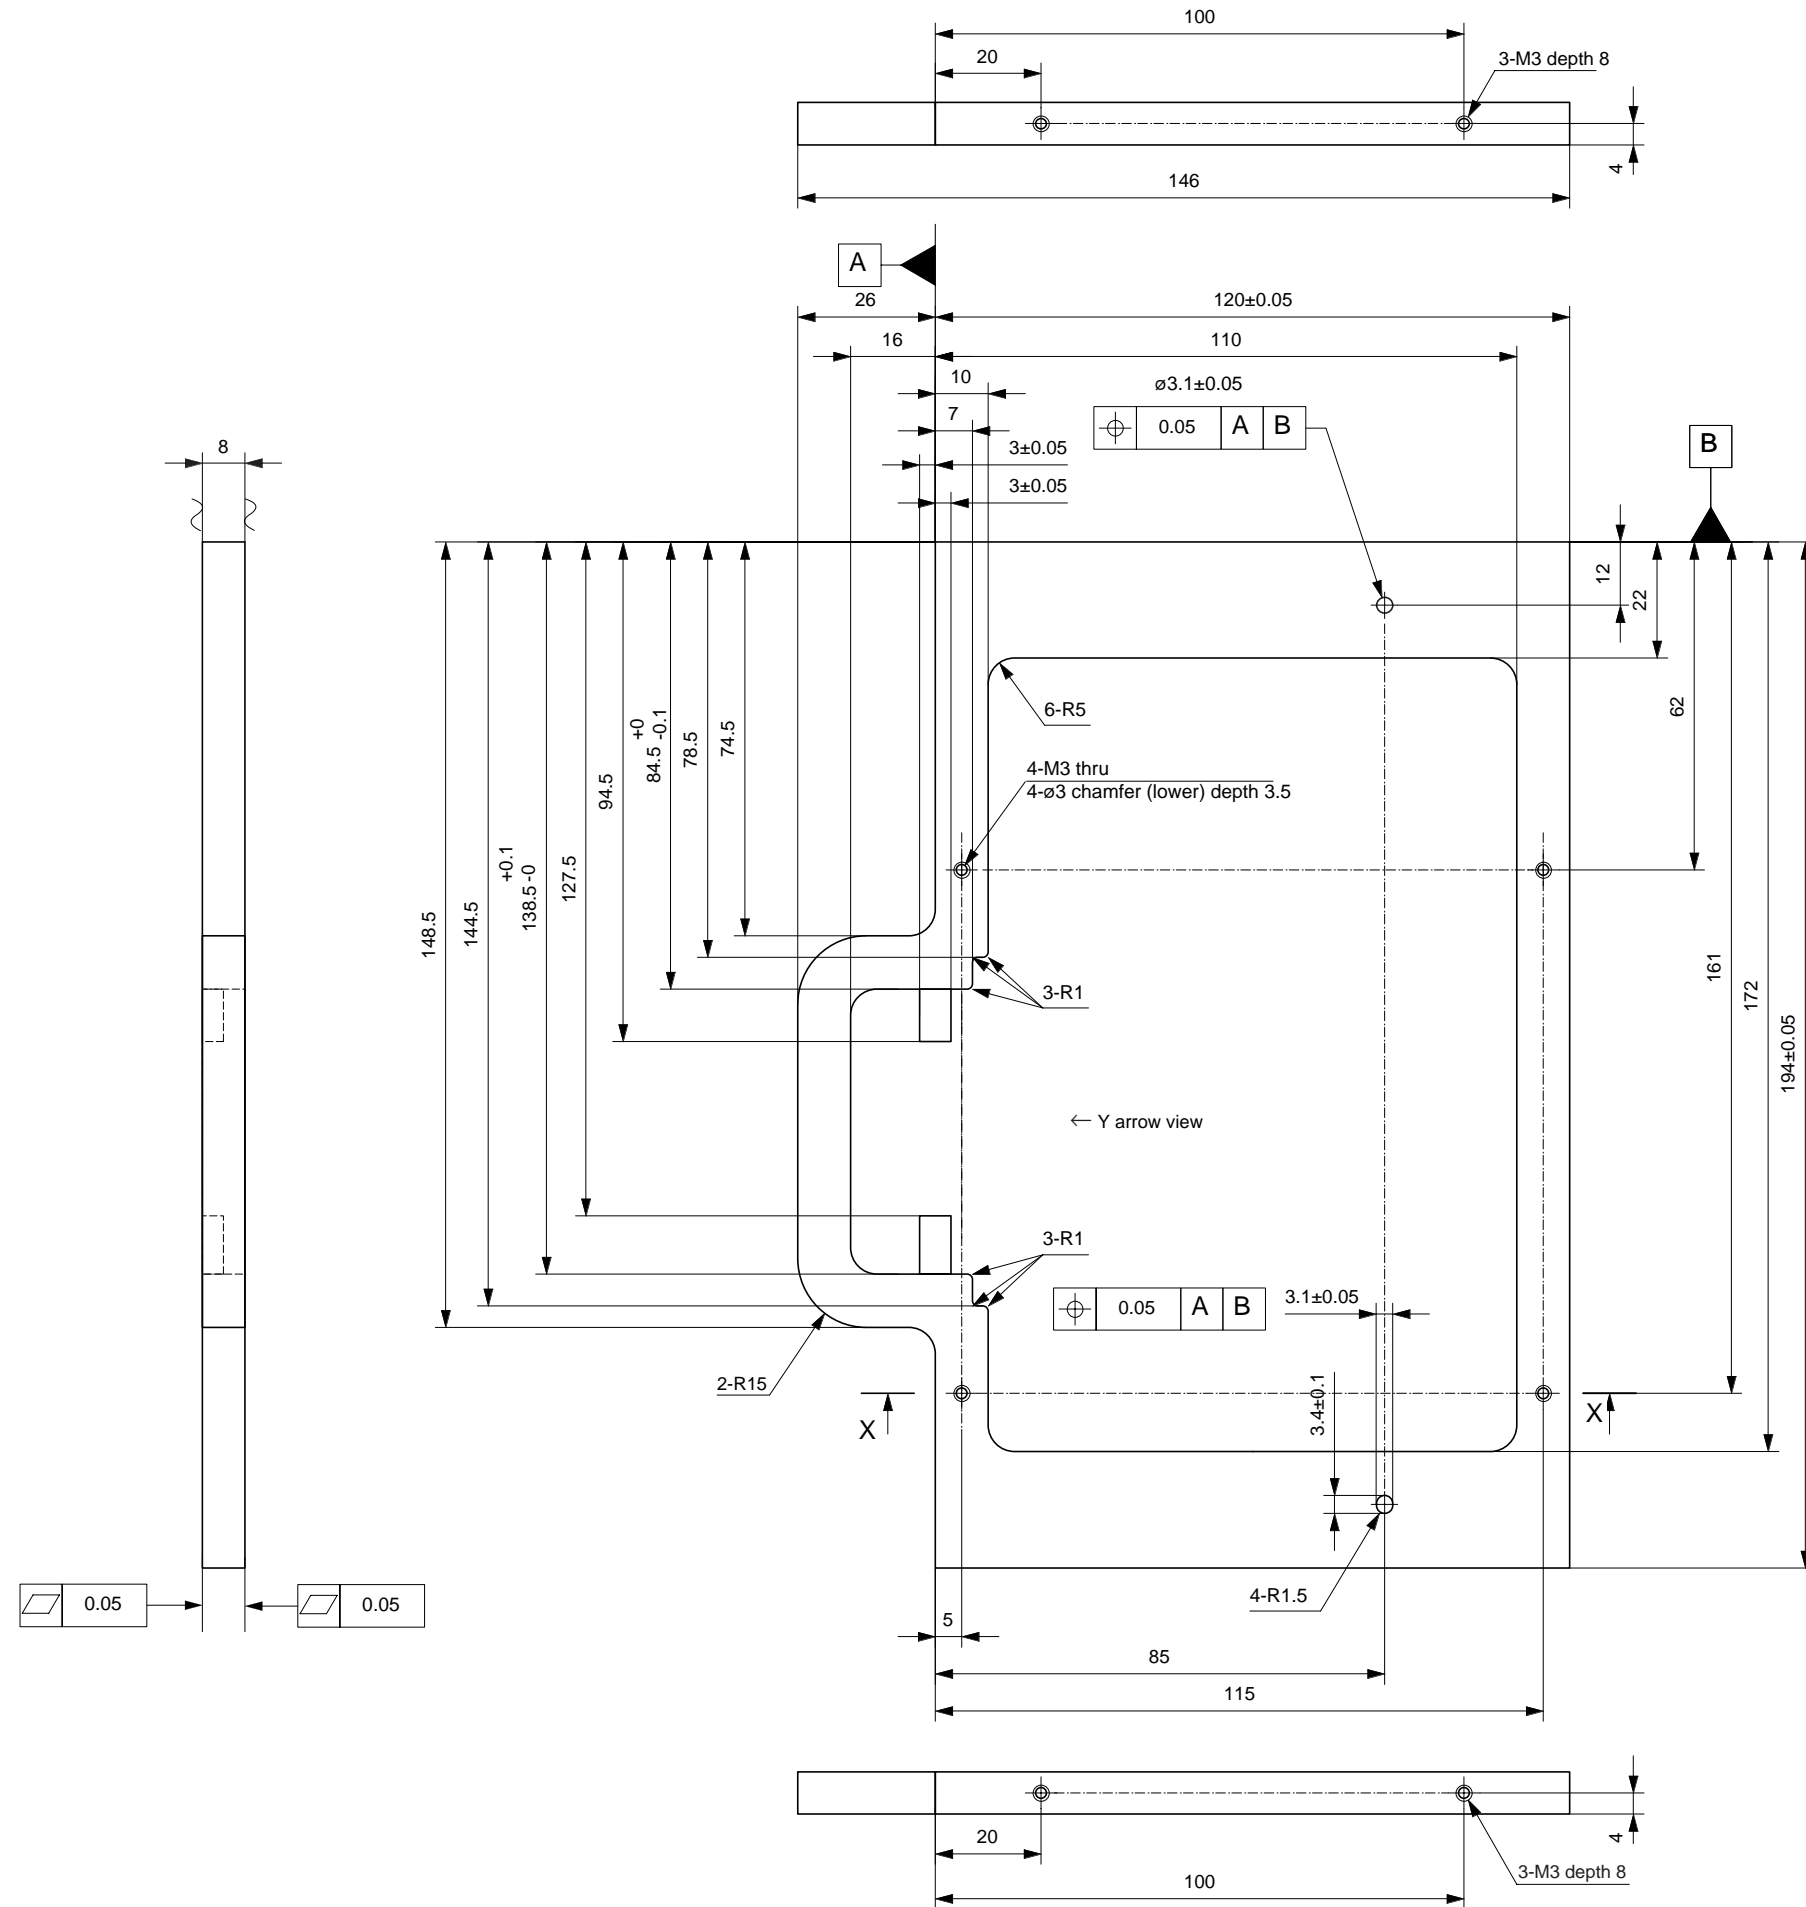 100
20
3-M3 depth 8
4
146
A
26
120±0.05
16
110
10
ø3.1±0.05
7
0.05 A B
3±0.05
3±0.05
B
8
12
22
62
6-R5
+0
84.5 -0.1
78.5
74.5
94.5
4-M3 thru
4-ø3 chamfer (lower) depth 3.5
+0.1
138.5 -0
127.5
148.5
144.5
161
172
194±0.05
3-R1
← Y arrow view
3-R1
0.05 A B
3.1±0.05
2-R15
3.4±0.1
X
X
4-R1.5
0.05
0.05
5
85
115
4
20
100
3-M3 depth 8